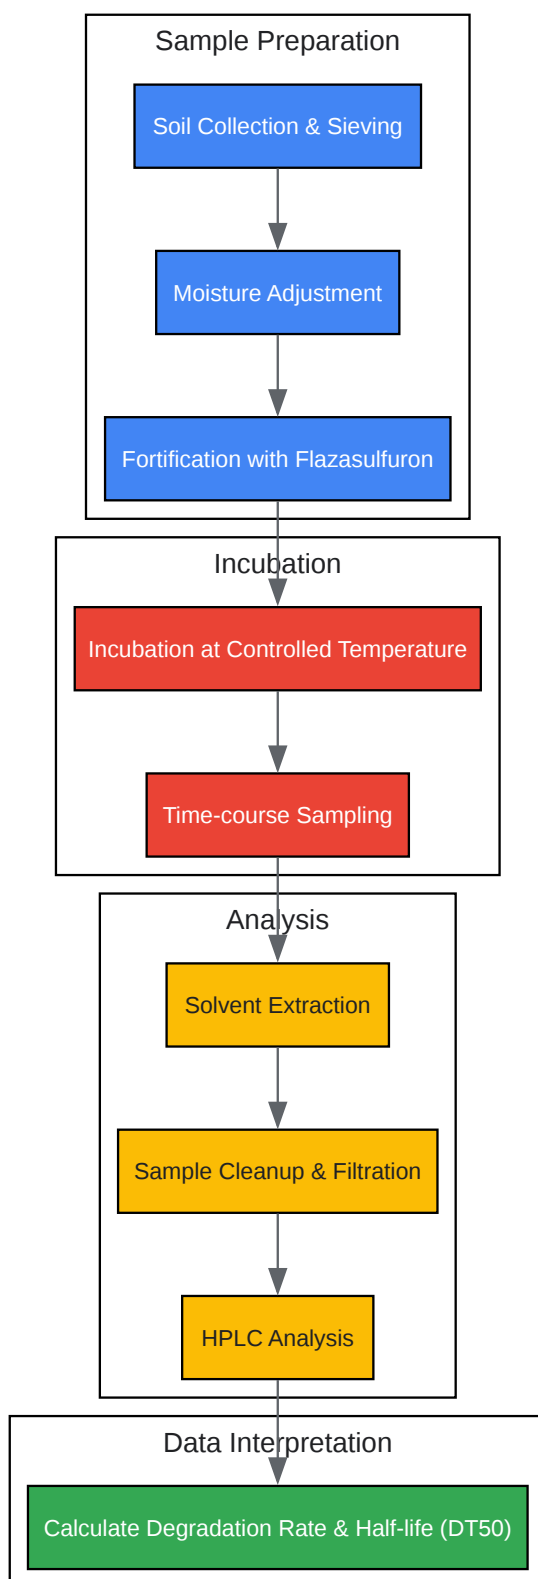 Sample Preparation
Soil Collection & Sieving
Moisture Adjustment
Fortification with Flazasulfuron
Incubation
Incubation at Controlled Temperature
Time-course Sampling
Analysis
Solvent Extraction
Sample Cleanup & Filtration
HPLC Analysis
Data Interpretation
Calculate Degradation Rate & Half-life (DT50)